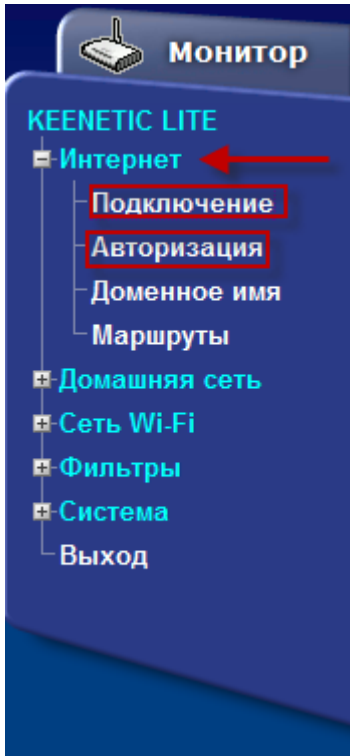 Монитор
KEENETIC LITE
Интернет
Подключение
Авторизация
Доменное имя
Маршруты
Домашняя сеть
Сеть Wi-Fi
Фильтры
Система
Выход